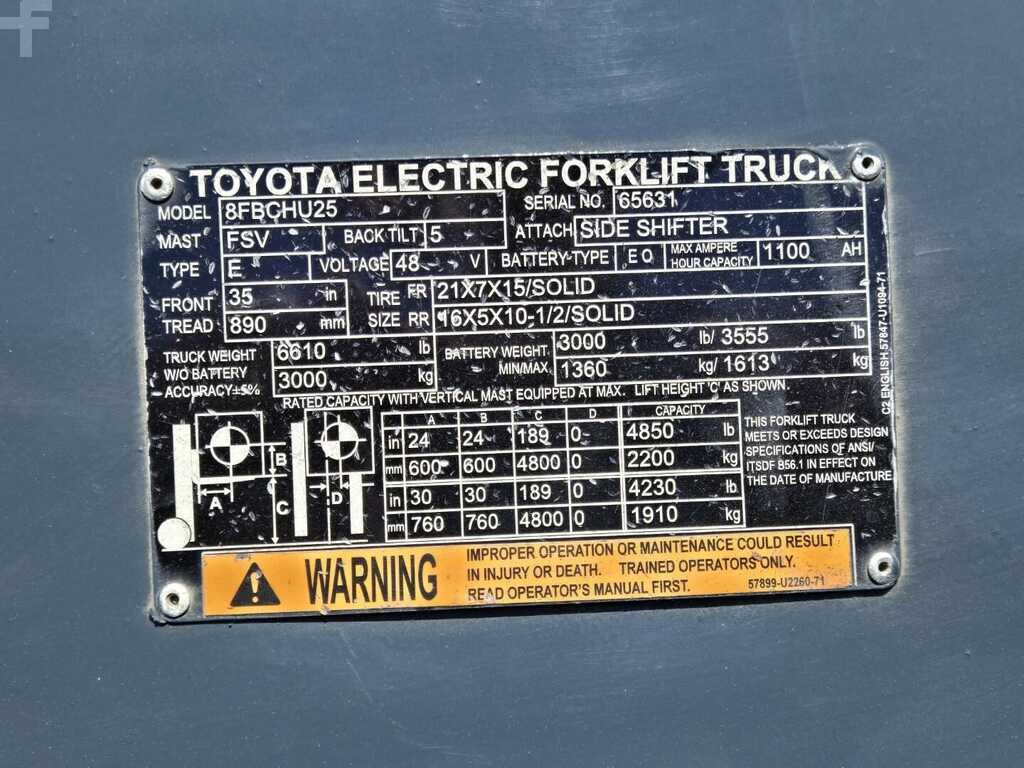 TOYOTA ELECTRIC FORKLIFT TRUCK
MODEL 8FBCHU25 SERIAL NO. 65631
MAST FSV BACK TILT 5 ATTACH SIDE SHIFTER
TYPE E VOLTAGE 48 V BATTERY-TYPE E O MAX AMPERE HOUR CAPACITY 1100 AH
FRONT TREAD 35 in TIRE SIZE FR 21X7X15/SOLID
890 mm RR 16X5X10-1/2/SOLID
TRUCK WEIGHT W/O BATTERY ACCURACY±5% 6610 lb BATTERY WEIGHT MIN/MAX. 3000 lb/ 3555
3000 kg 1360 kg/ 1613
RATED CAPACITY WITH VERTICAL MAST EQUIPPED AT MAX. LIFT HEIGHT 'C' AS SHOWN.
A B C D CAPACITY
in 24 24 189 0 4850 lb
mm 600 600 4800 0 2200 kg
in 30 30 189 0 4230 lb
mm 760 760 4800 0 1910 kg
B
A
C
D
THIS FORKLIFT TRUCK
MEETS OR EXCEEDS DESIGN
SPECIFICATIONS OF ANSI/
ITSDF B56.1 IN EFFECT ON
THE DATE OF MANUFACTURE
C2 ENGLISH 57847-U1094-71
WARNING
IMPROPER OPERATION OR MAINTENANCE COULD RESULT
IN INJURY OR DEATH. TRAINED OPERATORS ONLY.
READ OPERATOR'S MANUAL FIRST. 57899-U2260-71